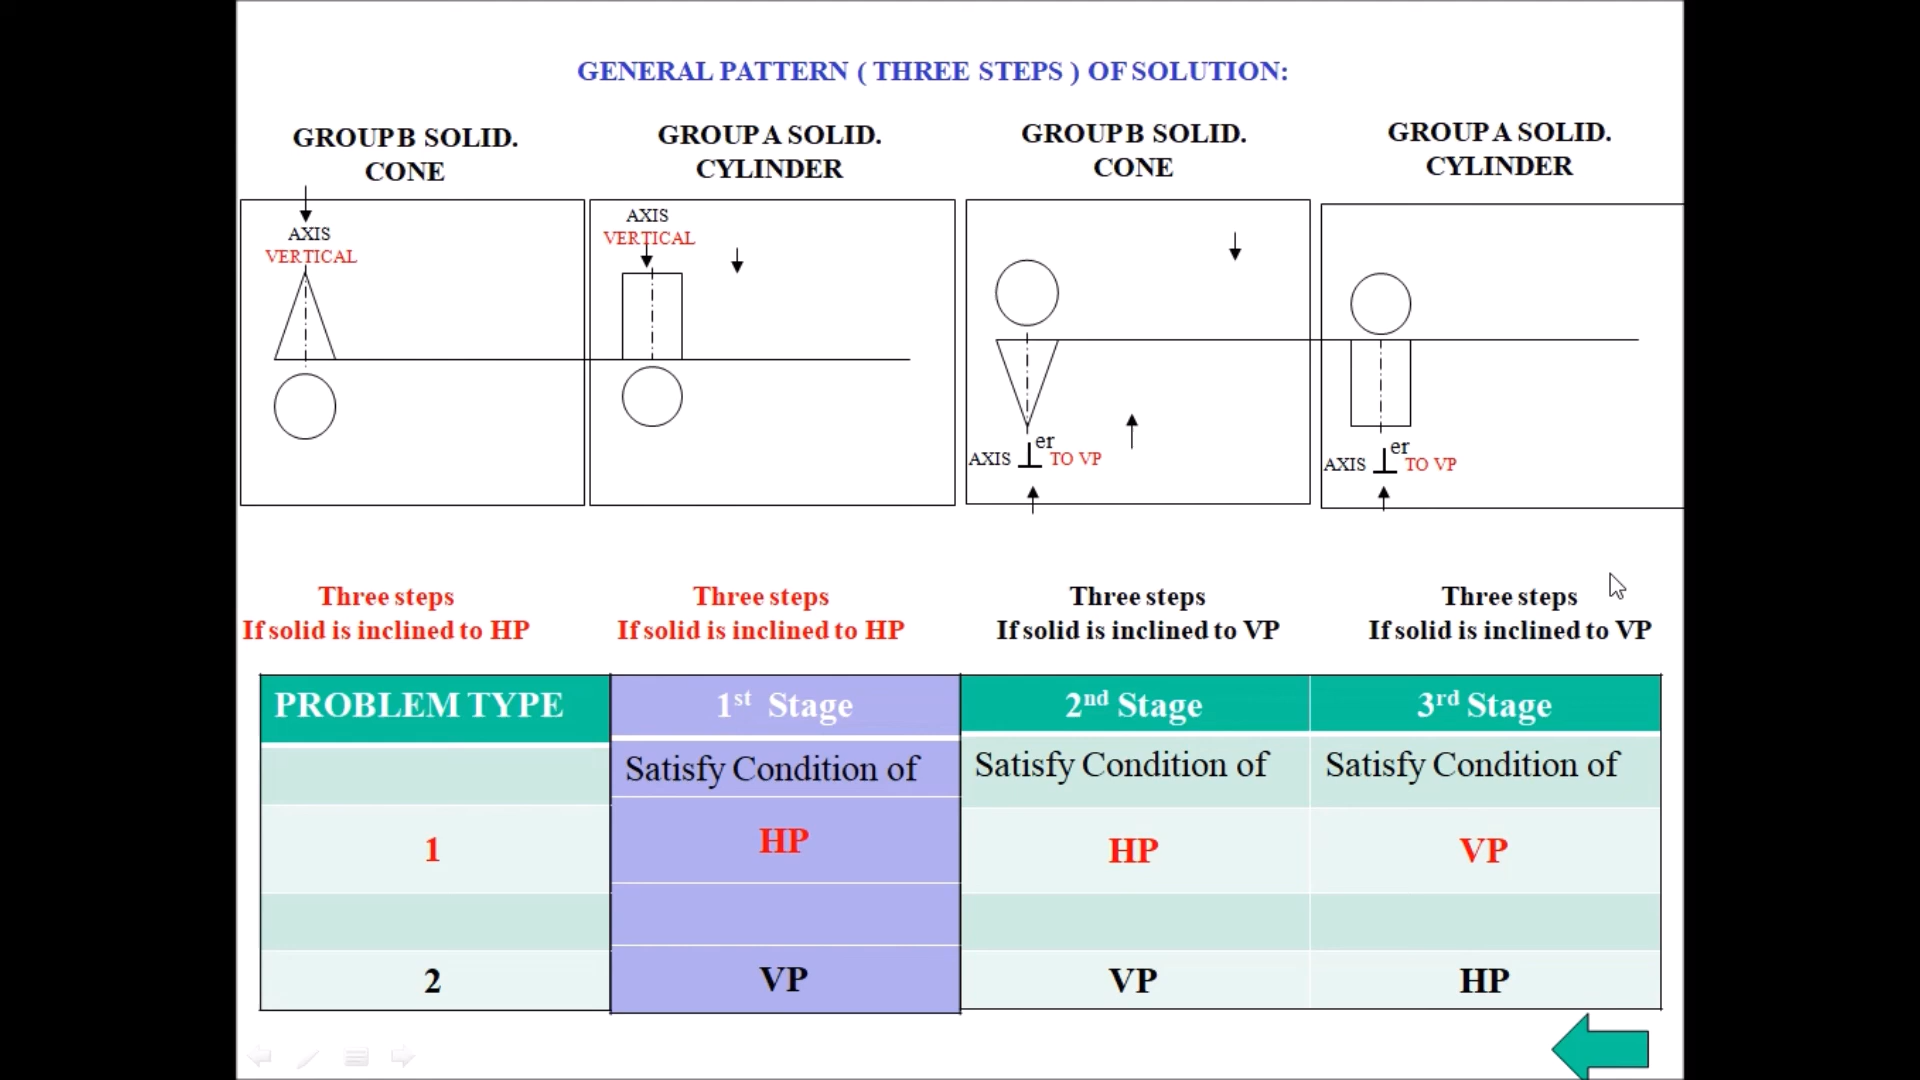 GENERAL PATTERN ( THREE STEPS ) OF SOLUTION:
GROUP B SOLID.
CONE
GROUP A SOLID.
CYLINDER
GROUP B SOLID.
CONE
GROUP A SOLID.
CYLINDER
AXIS
VERTICAL
AXIS
VERTICAL
er
AXIS ⊥ TO VP
er
AXIS ⊥ TO VP
Three steps
If solid is inclined to HP
Three steps
If solid is inclined to HP
Three steps
If solid is inclined to VP
Three steps
If solid is inclined to VP
PROBLEM TYPE 1st Stage 2nd Stage 3rd Stage
Satisfy Condition of Satisfy Condition of Satisfy Condition of
1 HP HP VP
2 VP VP HP